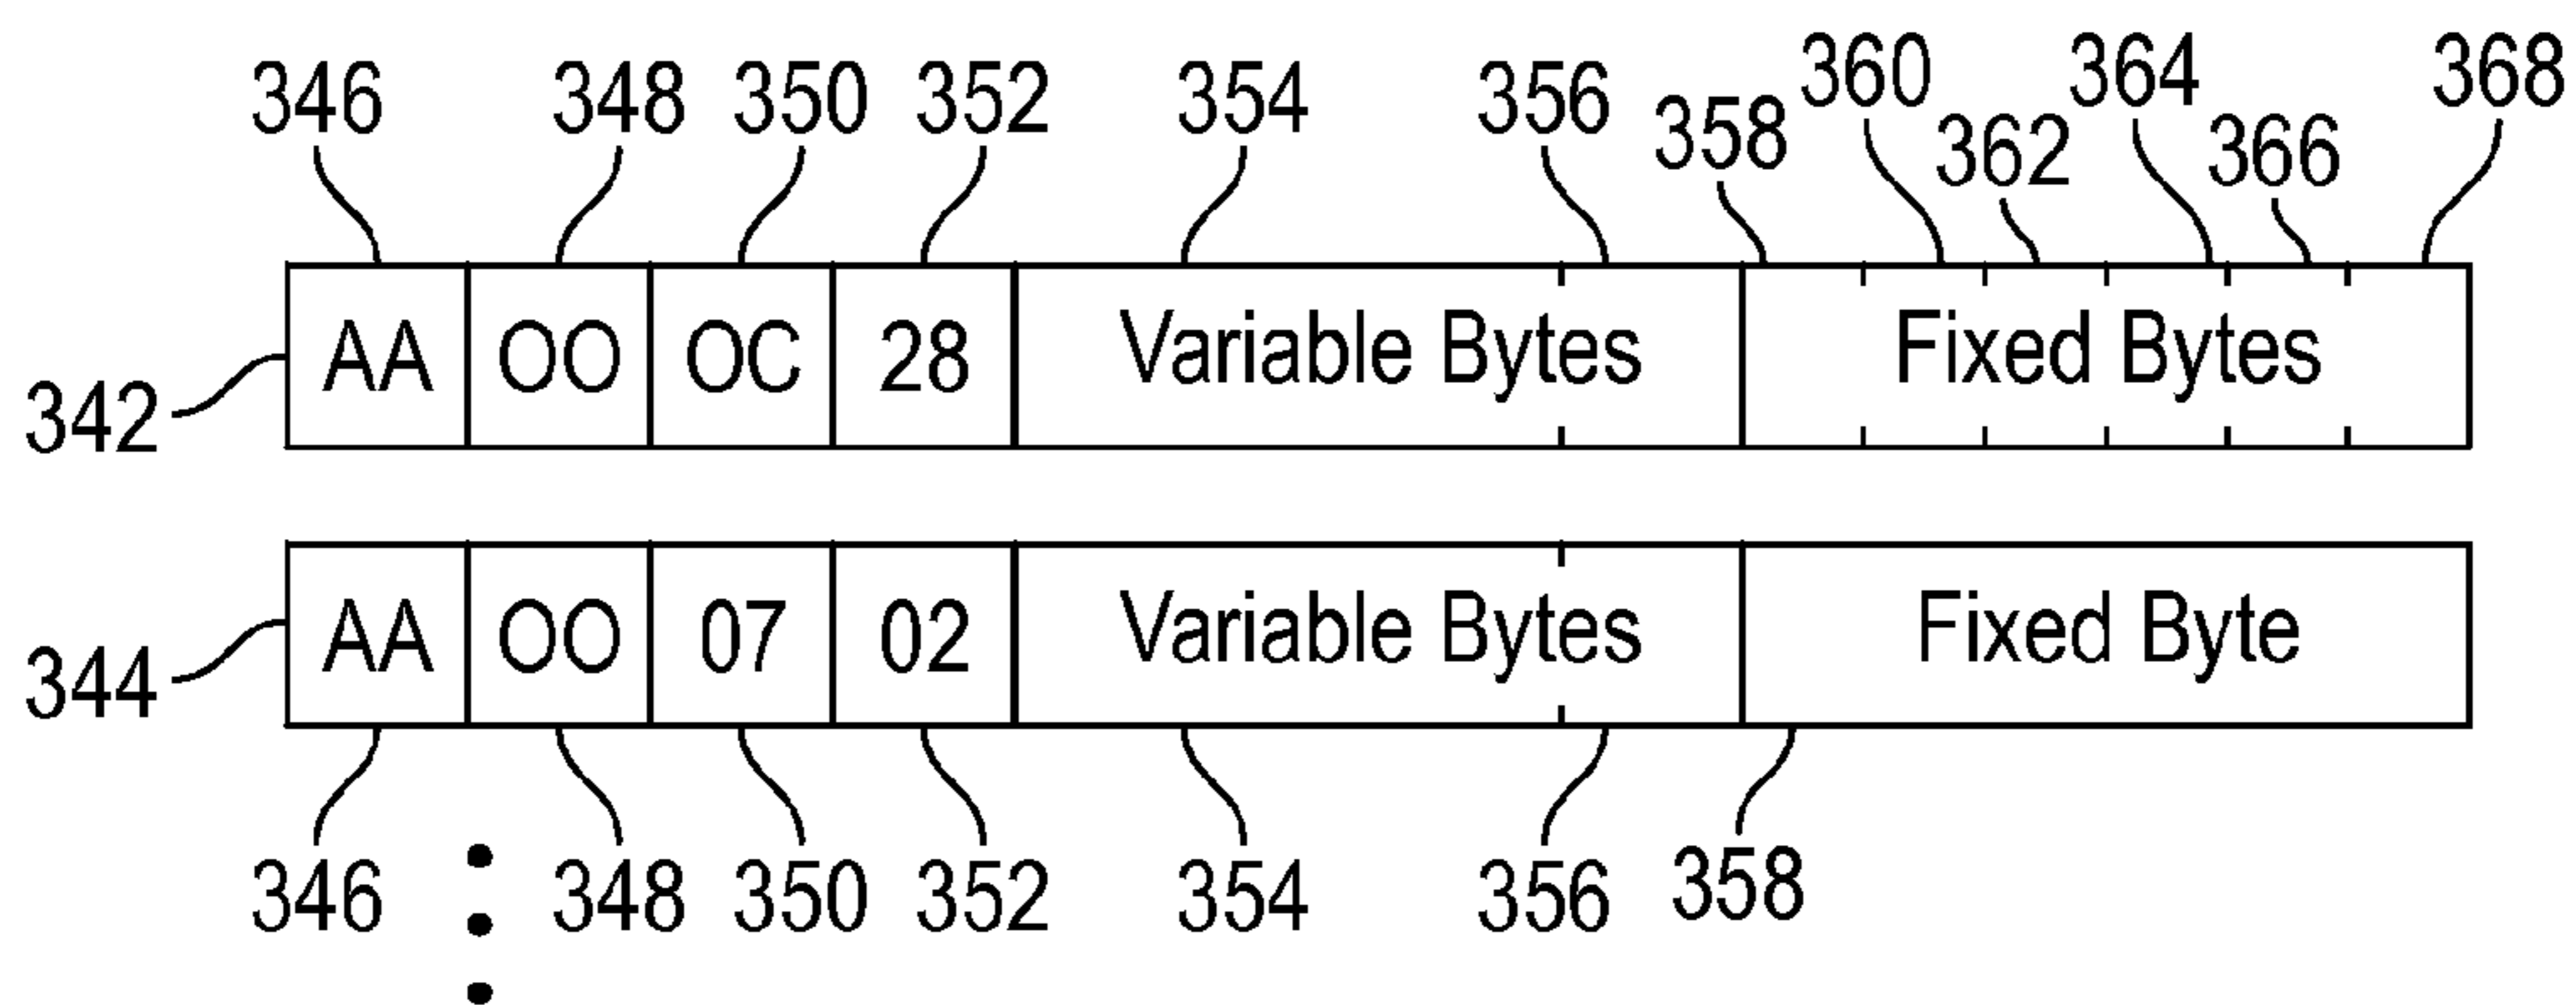 346 348 350 352 354 356 358 360 362 364 366 368
342 AA OO OC 28 Variable Bytes Fixed Bytes
344 AA OO 07 02 Variable Bytes Fixed Byte
346 348 350 352 354 356 358